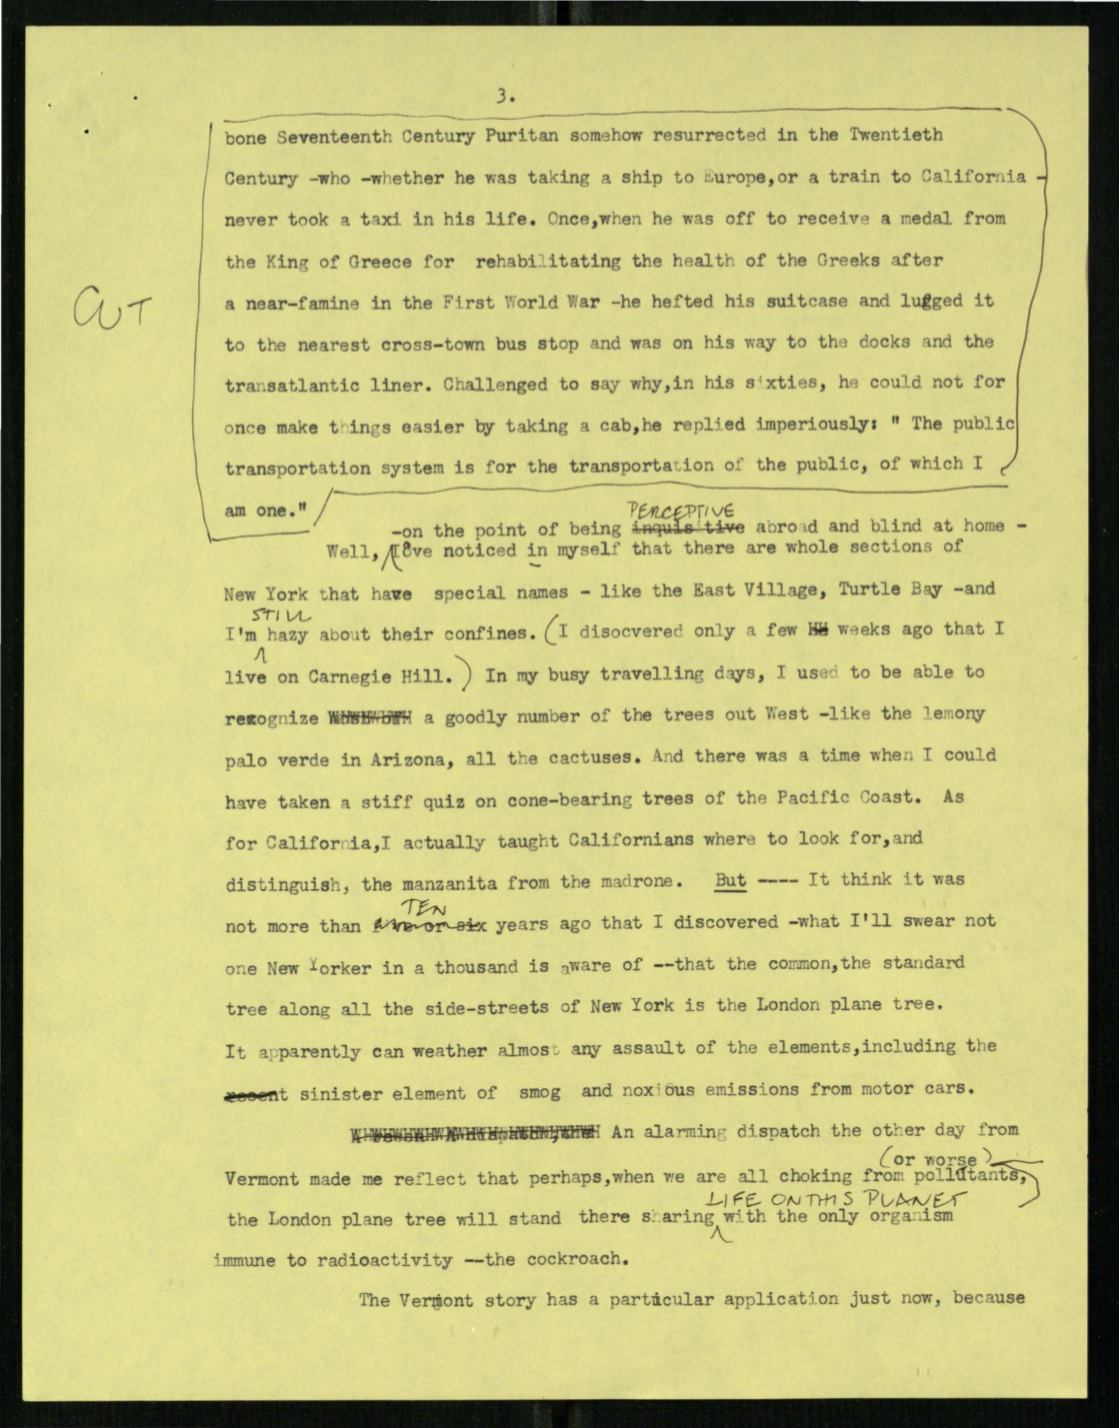 3.
bone Seventeenth Century Puritan somehow resurrected in the Twentieth
Century -who -whether he was taking a ship to Europe,or a train to California -
never took a taxi in his life. Once,when he was off to receive a medal from
the King of Greece for rehabilitating the health of the Greeks after
a near-famine in the First World War -he hefted his suitcase and lugged it
CUT
to the nearest cross-town bus stop and was on his way to the docks and the
transatlantic liner. Challenged to say why,in his sixties, he could not for
once make things easier by taking a cab,he replied imperiously: " The public
transportation system is for the transportation of the public, of which I
am one."
PERCEPTIVE
-on the point of being inquisitive abroad and blind at home -
Well, I've noticed in myself that there are whole sections of
New York that have special names - like the East Village, Turtle Bay -and
STILL
I'm hazy about their confines. (I disocvered only a few weeks ago that I
live on Carnegie Hill.) In my busy travelling days, I used to be able to
recognize a goodly number of the trees out West -like the lemony
palo verde in Arizona, all the cactuses. And there was a time when I could
have taken a stiff quiz on cone-bearing trees of the Pacific Coast. As
for California,I actually taught Californians where to look for,and
distinguish, the manzanita from the madrone. But ---- It think it was
TEN
not more than five or six years ago that I discovered -what I'll swear not
one New Yorker in a thousand is aware of --that the common,the standard
tree along all the side-streets of New York is the London plane tree.
It apparently can weather almost any assault of the elements,including the
recent sinister element of smog and noxious emissions from motor cars.
An alarming dispatch the other day from
(or worse)
Vermont made me reflect that perhaps,when we are all choking from pollutants,
LIFE ON THIS PLANET
the London plane tree will stand there sharing with the only organism
immune to radioactivity --the cockroach.
The Vermont story has a particular application just now, because